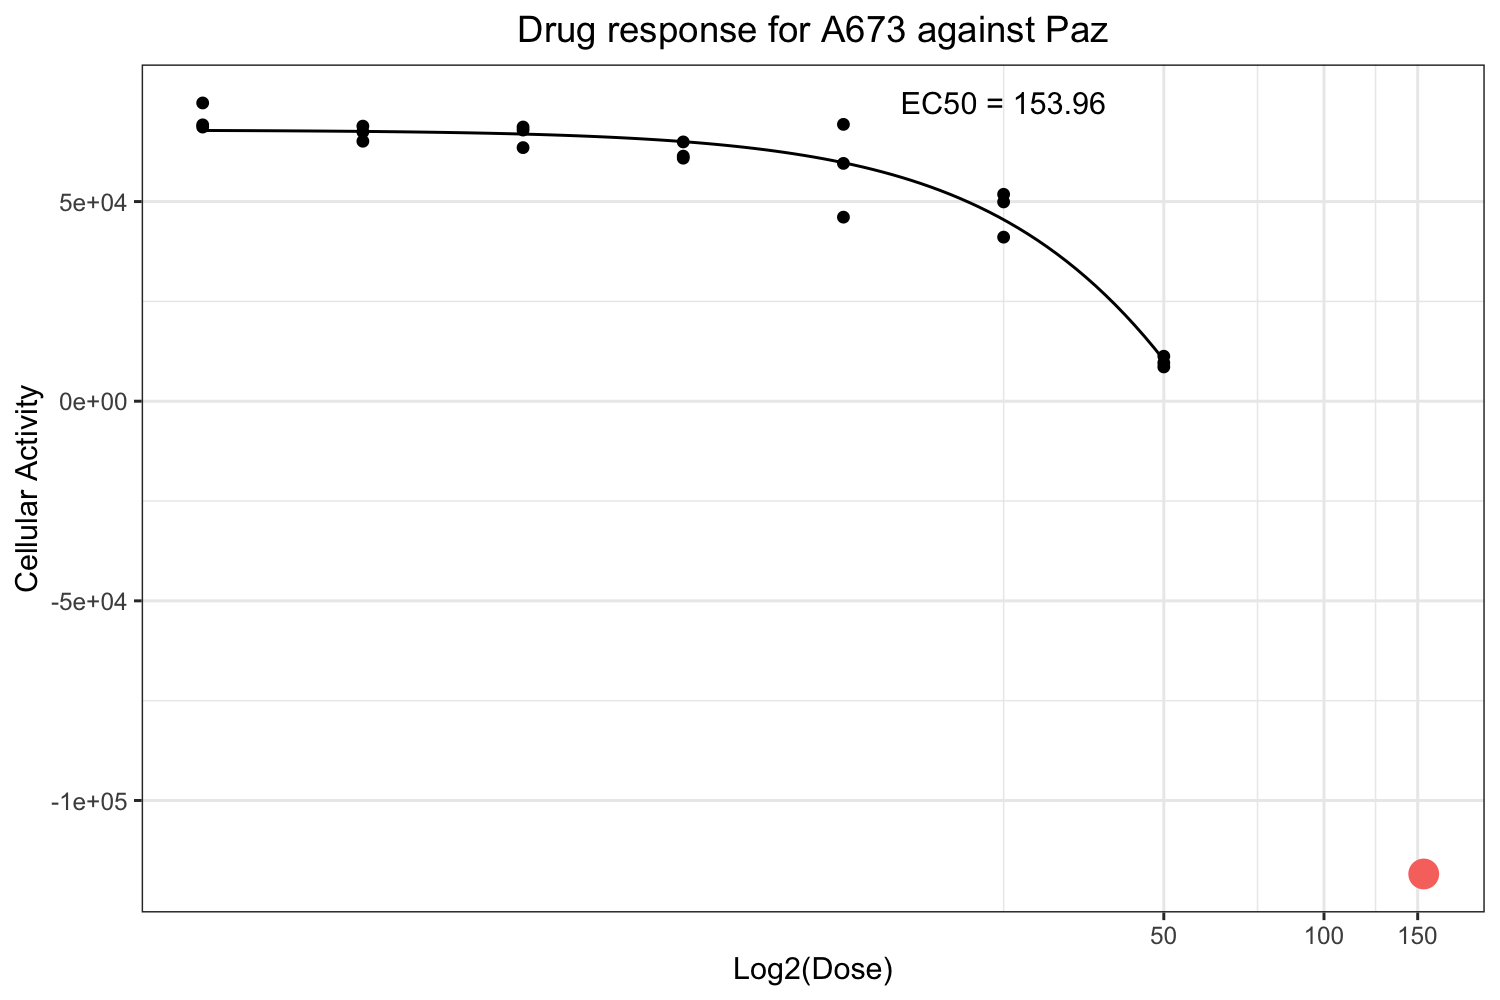 Drug response for A673 against Paz
EC50 = 153.96
5e+04
0e+00
-5e+04
-1e+05
Cellular Activity
50 100 150
Log2(Dose)